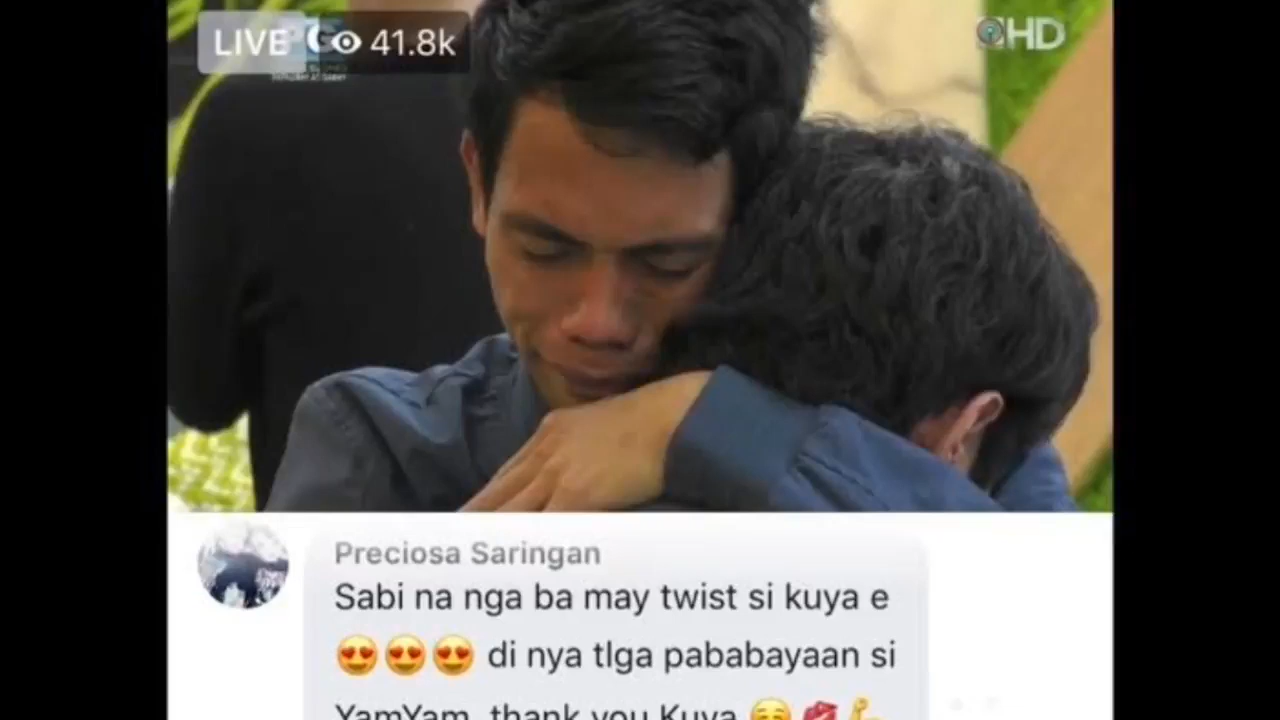 LIVE 41.8k
HD
Preciosa Saringan
Sabi na nga ba may twist si kuya e
😍😍😍 di nya tlga pababayaan si
YamYam, thank you Kuya ☺️💋💪